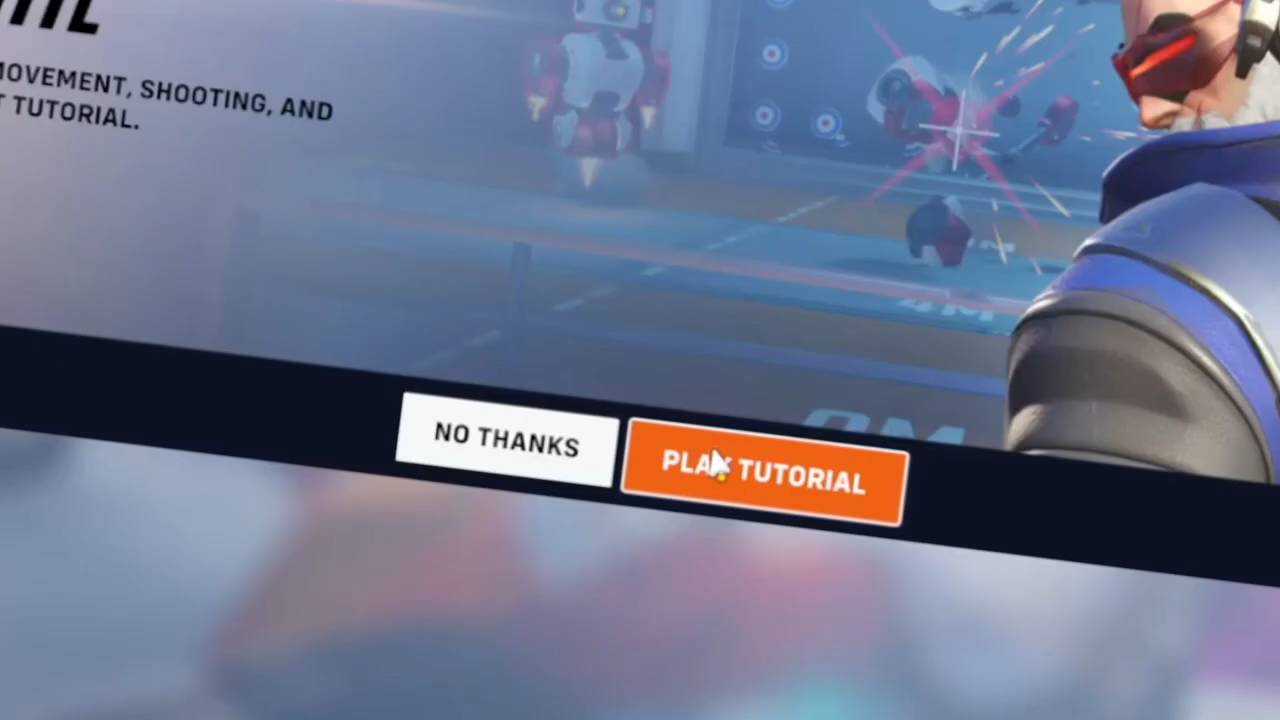 MOVEMENT, SHOOTING, AND
T TUTORIAL.
NO THANKS
PLAY TUTORIAL